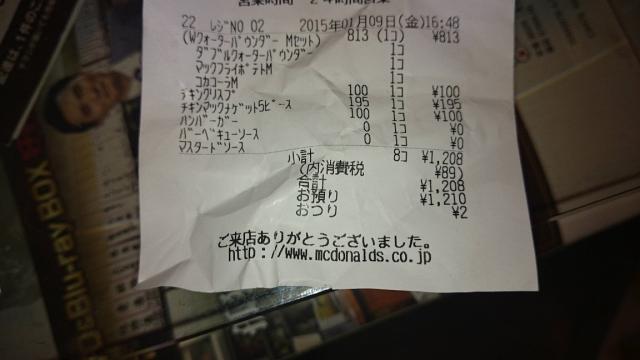 営業時間 24時間営業
22 レジNO 02 2015年01月09日(金)16:48
(Wクォーターパウンダー Mセット) 813 (1コ) ¥813
ダブルクォーターパウンダー 1コ
マックフライポテトM 1コ
コカコーラM 1コ
チキンクリスプ 100 1コ ¥100
チキンマックナゲット5ピース 195 1コ ¥195
ハンバーガー 100 1コ ¥100
バーベキューソース 0 1コ ¥0
マスタードソース 0 1コ ¥0
小計 8コ ¥1,208
(内消費税 ¥89)
合計 ¥1,208
お預り ¥1,210
おつり ¥2
ご来店ありがとうございました。
http://www.mcdonalds.co.jp
Blu-ray BOX